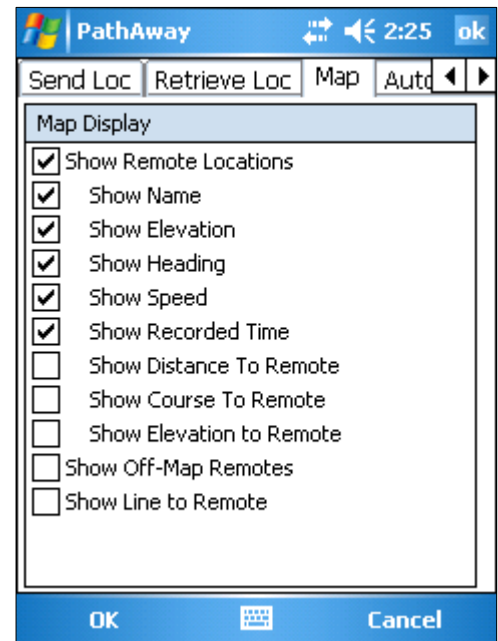 PathAway 2:25 ok
Send Loc Retrieve Loc Map Auto
Map Display
Show Remote Locations
Show Name
Show Elevation
Show Heading
Show Speed
Show Recorded Time
Show Distance To Remote
Show Course To Remote
Show Elevation to Remote
Show Off-Map Remotes
Show Line to Remote
OK Cancel